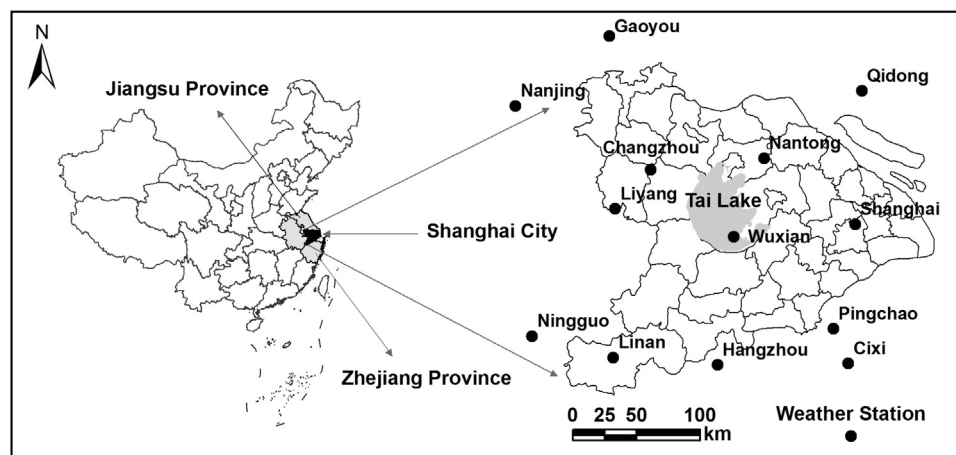 N
Jiangsu Province
Shanghai City
Zhejiang Province
Gaoyou
Nanjing
Qidong
Changzhou
Nantong
Liyang
Tai Lake
Shanghai
Wuxian
Ningguo
Linan
Hangzhou
Pingchao
Cixi
0 25 50 100
km
Weather Station